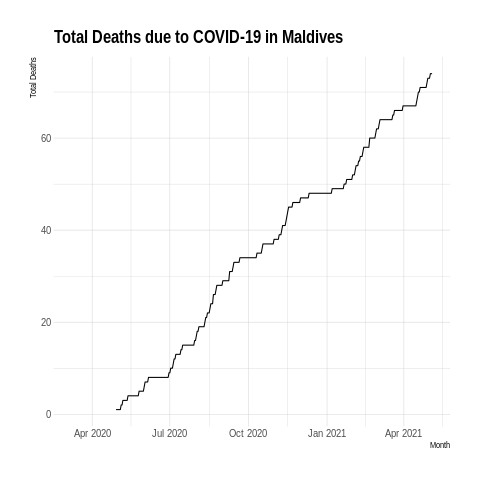 Total Deaths due to COVID-19 in Maldives
Total Deaths
60
40
20
0
Apr 2020 Jul 2020 Oct 2020 Jan 2021 Apr 2021
Month